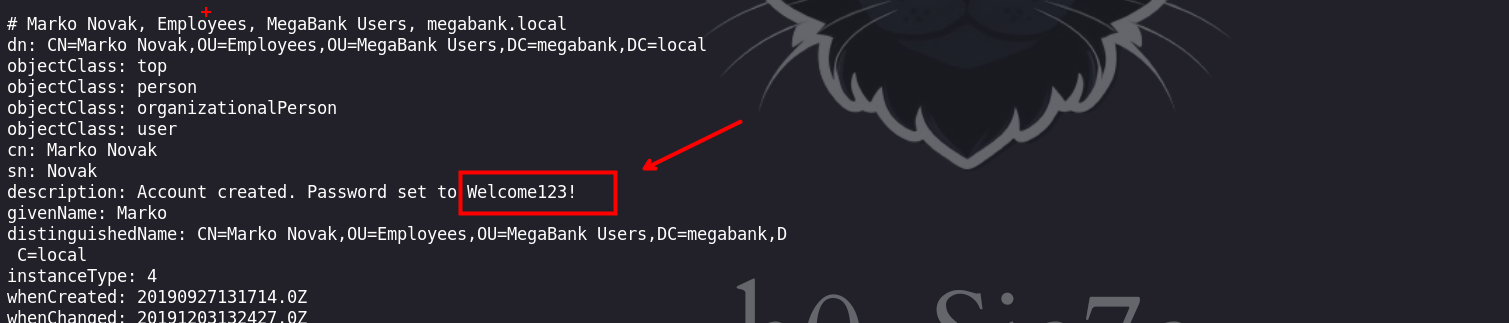 # Marko Novak, Employees, MegaBank Users, megabank.local
dn: CN=Marko Novak,OU=Employees,OU=MegaBank Users,DC=megabank,DC=local
objectClass: top
objectClass: person
objectClass: organizationalPerson
objectClass: user
cn: Marko Novak
sn: Novak
description: Account created. Password set to Welcome123!
givenName: Marko
distinguishedName: CN=Marko Novak,OU=Employees,OU=MegaBank Users,DC=megabank,D
 C=local
instanceType: 4
whenCreated: 20190927131714.0Z
whenChanged: 20191203132427.0Z